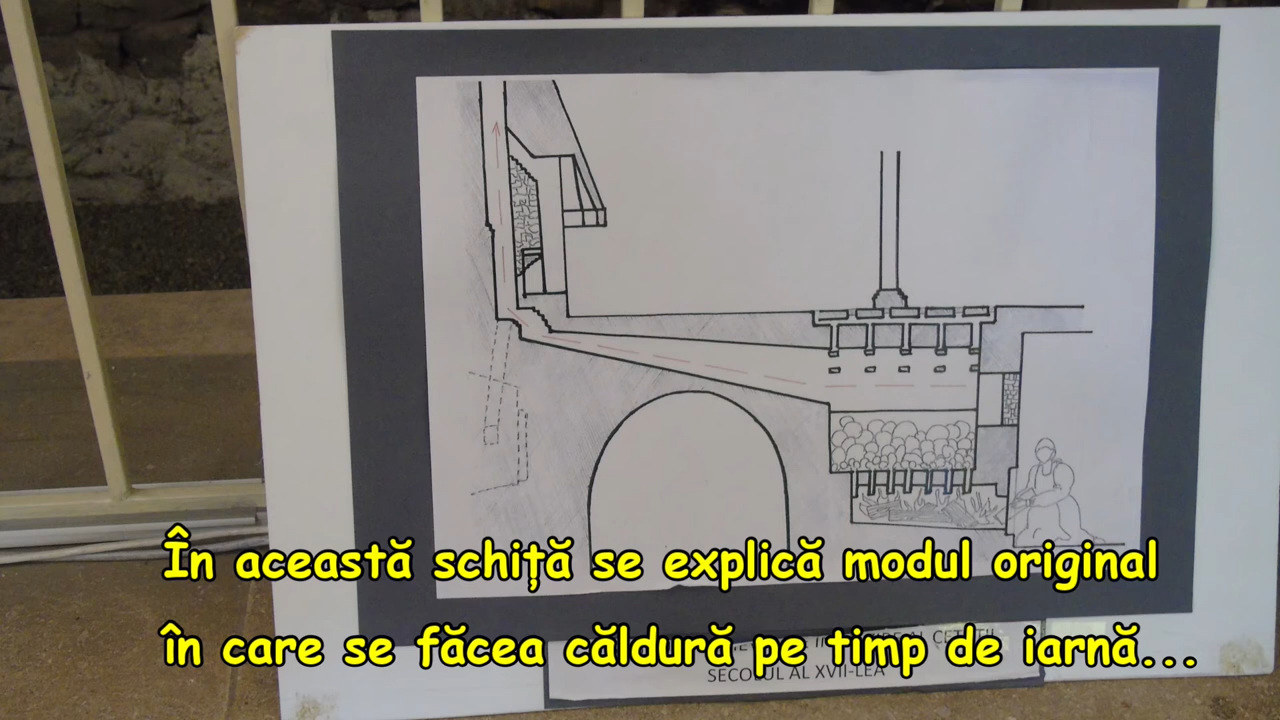 În această schiță se explică modul original
în care se făcea căldură pe timp de iarnă...
SECOLUL AL XVII-LEA